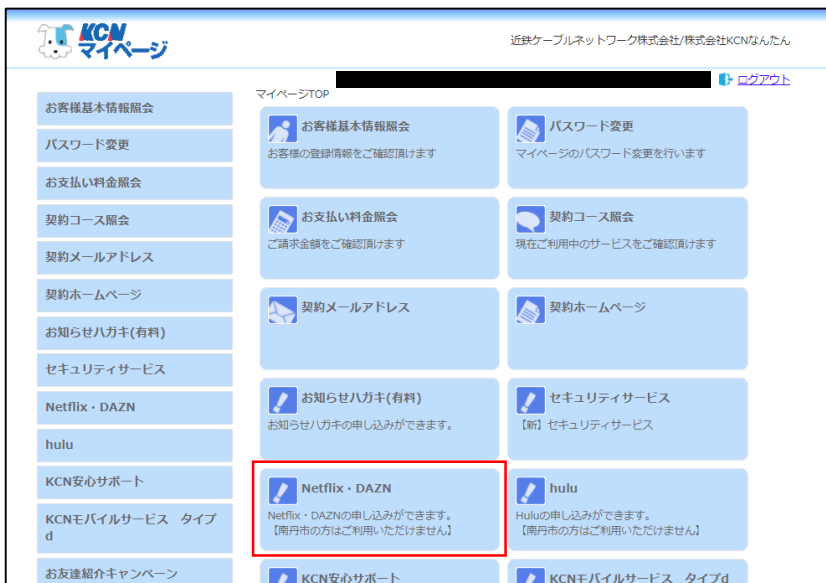 KCN
マイページ
近鉄ケーブルネットワーク株式会社/株式会社KCNなんたん
ログアウト
マイページTOP
お客様基本情報照会
パスワード変更
お支払い料金照会
契約コース照会
契約メールアドレス
契約ホームページ
お知らせハガキ(有料)
セキュリティサービス
Netflix・DAZN
hulu
KCN安心サポート
KCNモバイルサービス　タイプ
d
お友達紹介キャンペーン
お客様基本情報照会
お客様の登録情報をご確認頂けます
パスワード変更
マイページのパスワード変更を行います
お支払い料金照会
ご請求金額をご確認頂けます
契約コース照会
現在ご利用中のサービスをご確認頂けます
契約メールアドレス
契約ホームページ
お知らせハガキ(有料)
お知らせハガキの申し込みができます。
セキュリティサービス
【新】セキュリティサービス
Netflix・DAZN
Netflix・DAZNの申し込みができます。
【南丹市の方はご利用いただけません】
hulu
Huluの申し込みができます。
【南丹市の方はご利用いただけません】
KCN安心サポート
KCNモバイルサービス　タイプd